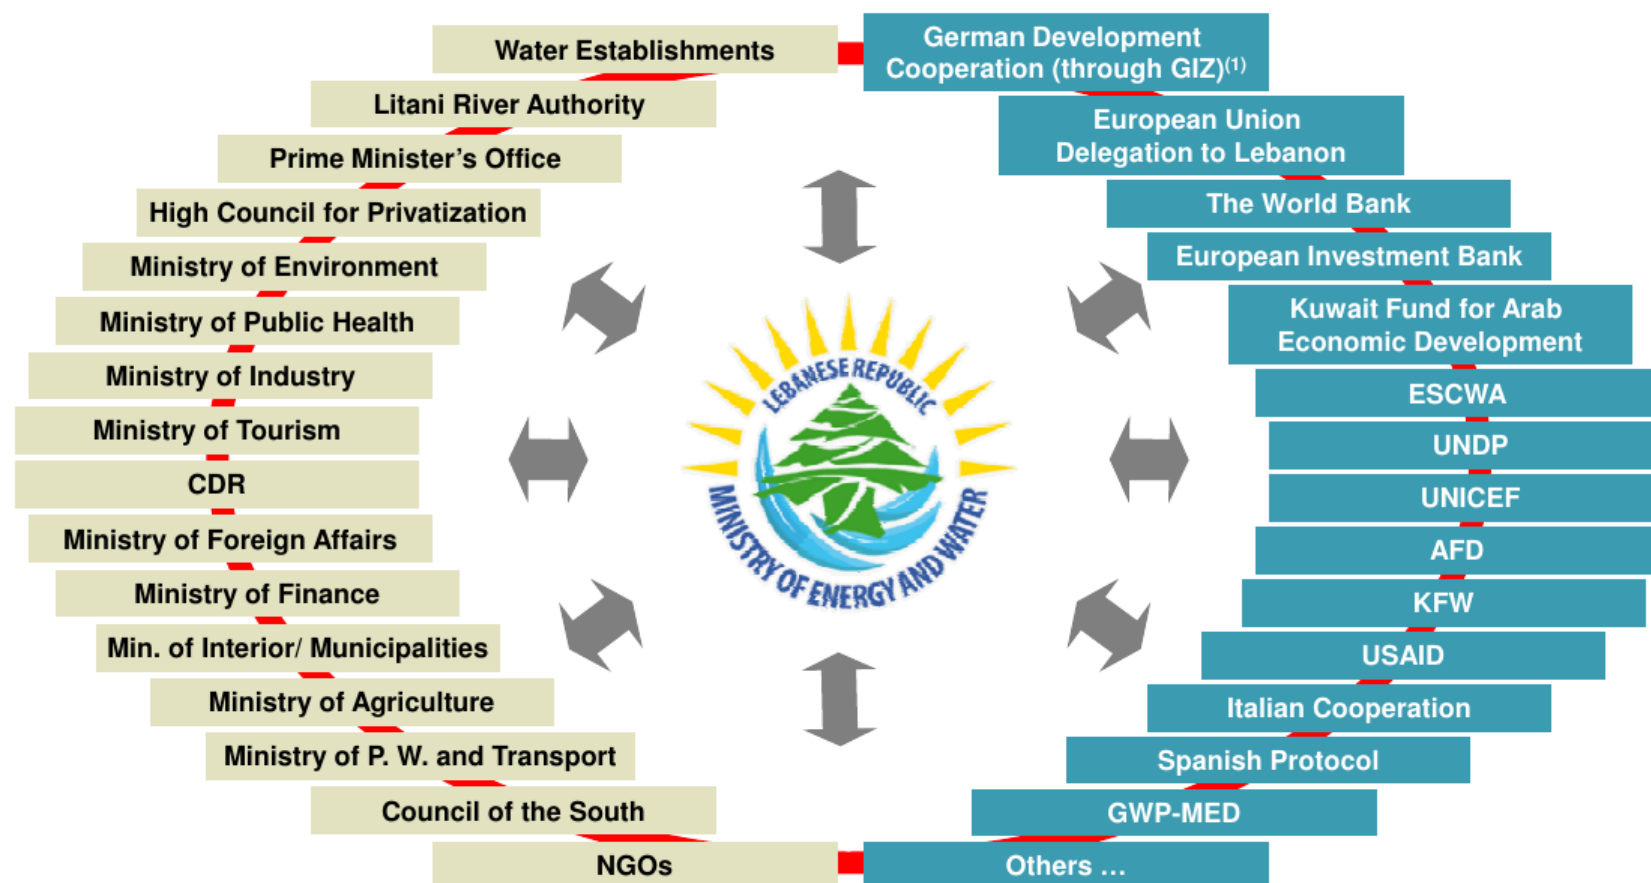 Water Establishments
Litani River Authority
Prime Minister’s Office
High Council for Privatization
Ministry of Environment
Ministry of Public Health
Ministry of Industry
Ministry of Tourism
CDR
Ministry of Foreign Affairs
Ministry of Finance
Min. of Interior/ Municipalities
Ministry of Agriculture
Ministry of P. W. and Transport
Council of the South
NGOs
LEBANESE REPUBLIC
MINISTRY OF ENERGY AND WATER
German Development
Cooperation (through GIZ)(1)
European Union
Delegation to Lebanon
The World Bank
European Investment Bank
Kuwait Fund for Arab
Economic Development
ESCWA
UNDP
UNICEF
AFD
KFW
USAID
Italian Cooperation
Spanish Protocol
GWP-MED
Others …